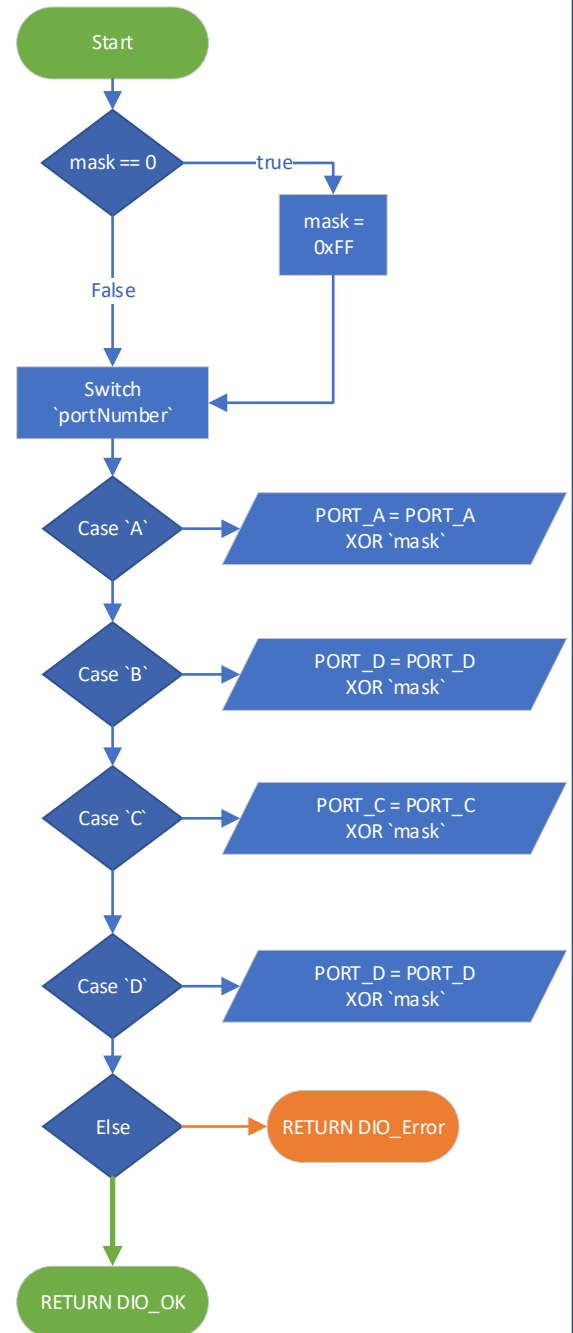 Start
mask == 0
true
mask =
0xFF
False
Switch
`portNumber`
Case `A`
PORT_A = PORT_A
XOR `mask`
Case `B`
PORT_D = PORT_D
XOR `mask`
Case `C`
PORT_C = PORT_C
XOR `mask`
Case `D`
PORT_D = PORT_D
XOR `mask`
Else
RETURN DIO_Error
RETURN DIO_OK